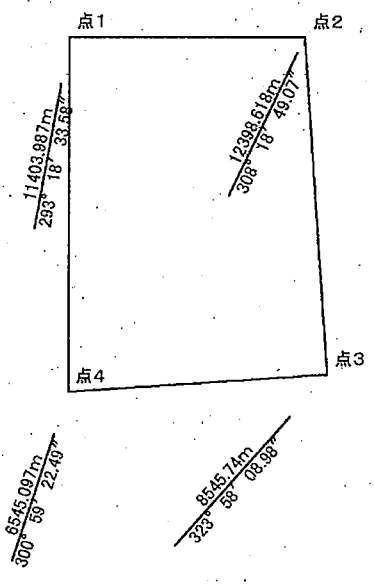 点1
点2
11403.987m
293° 18′ 33.58″
12398.618m
308° 18′ 49.07″
点3
点4
6545.097m
300° 59′ 22.49″
8545.74m
323° 58′ 08.98″